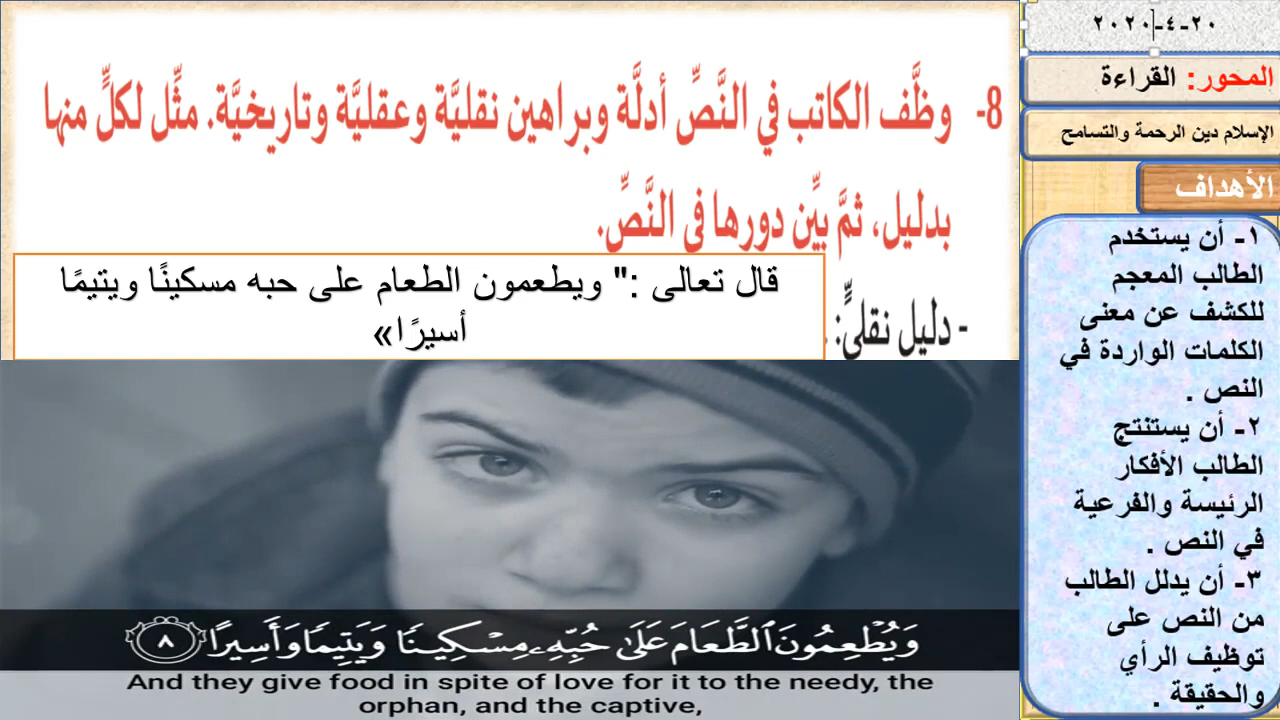 ٢٠-٤-٢٠٢٠
المحور: القراءة
الإسلام دين الرحمة والتسامح
الأهداف
١- أن يستخدم
الطالب المعجم
للكشف عن معنى
الكلمات الواردة في
النص .
٢- أن يستنتج
الطالب الأفكار
الرئيسة والفرعية
في النص .
٣- أن يدلل الطالب
من النص على
توظيف الرأي
والحقيقة .
8- وظَّف الكاتب في النَّصِّ أدلَّة وبراهين نقليَّة وعقليَّة وتاريخيَّة. مثِّل لكلٍّ منها
بدليل، ثمَّ بيِّن دورها في النَّصِّ.
- دليل نقليٌّ:
قال تعالى :" ويطعمون الطعام على حبه مسكينًا ويتيمًا
أسيرًا»
وَيُطْعِمُونَ ٱلطَّعَامَ عَلَىٰ حُبِّهِۦ مِسْكِينًا وَيَتِيمًا وَأَسِيرًا ٨
And they give food in spite of love for it to the needy, the
orphan, and the captive,